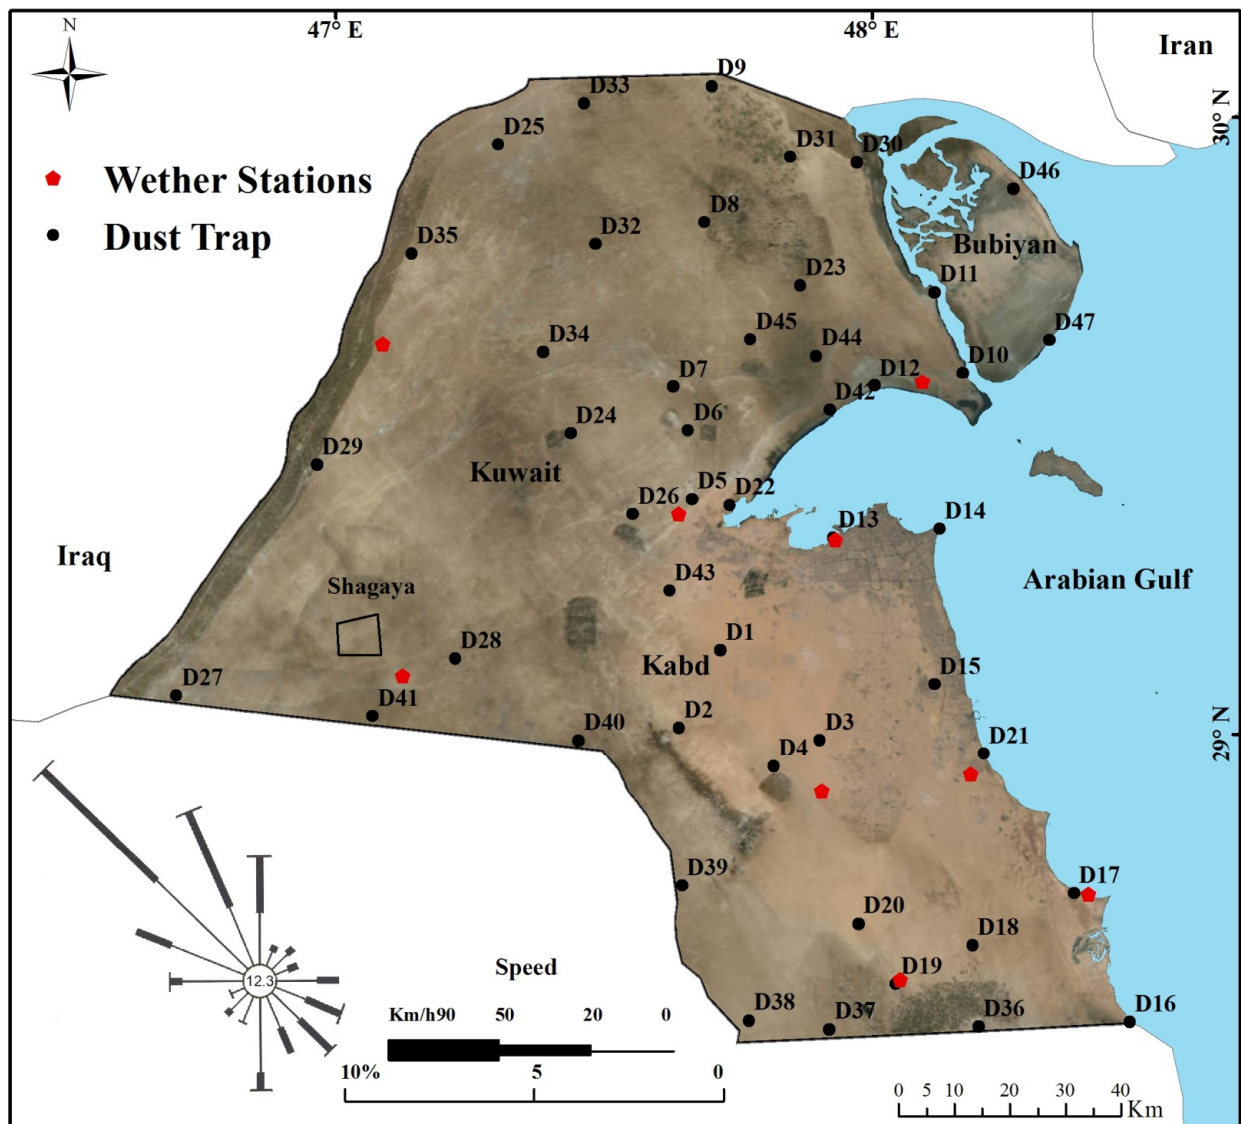 47° E
48° E
N
Iran
D9
D33
30° N
D25
D31
D30
Wether Stations
D46
D8
Dust Trap
D32
D35
Bubiyan
D23
D11
D45
D47
D34
D44
D10
D12
D7
D42
D6
D24
D29
Kuwait
D5
D22
D26
D13
D14
Iraq
D43
Arabian Gulf
Shagaya
D1
D28
Kabd
D15
D27
D41
D2
D40
D3
29° N
D4
D21
D39
D17
D20
D18
Speed
D19
12.3
D38
D37
D36
D16
Km/h90 50 20 0
10% 5 0
0 5 10 20 30 40
Km